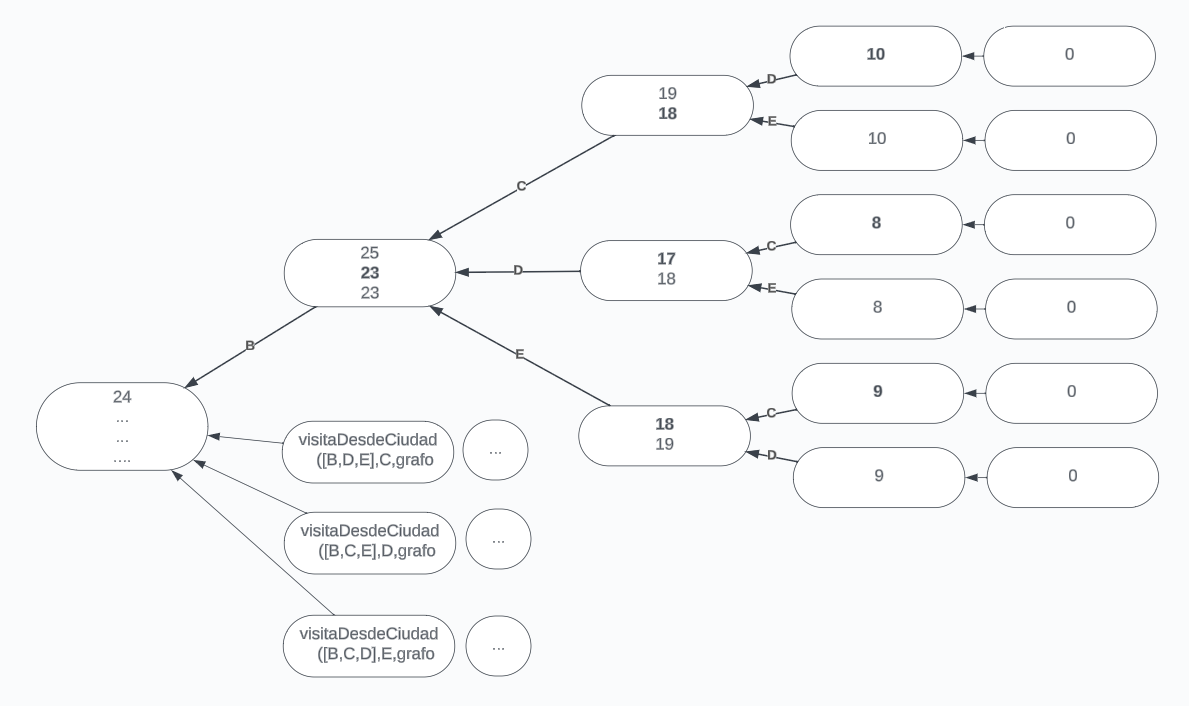 10
0
D
19
18
E
10
0
C
8
0
C
25
23
23
D
17
18
E
8
0
B
E
9
0
C
24
...
...
....
visitaDesdeCiudad
([B,D,E],C,grafo
...
18
19
D
9
0
visitaDesdeCiudad
([B,C,E],D,grafo
...
visitaDesdeCiudad
([B,C,D],E,grafo
...